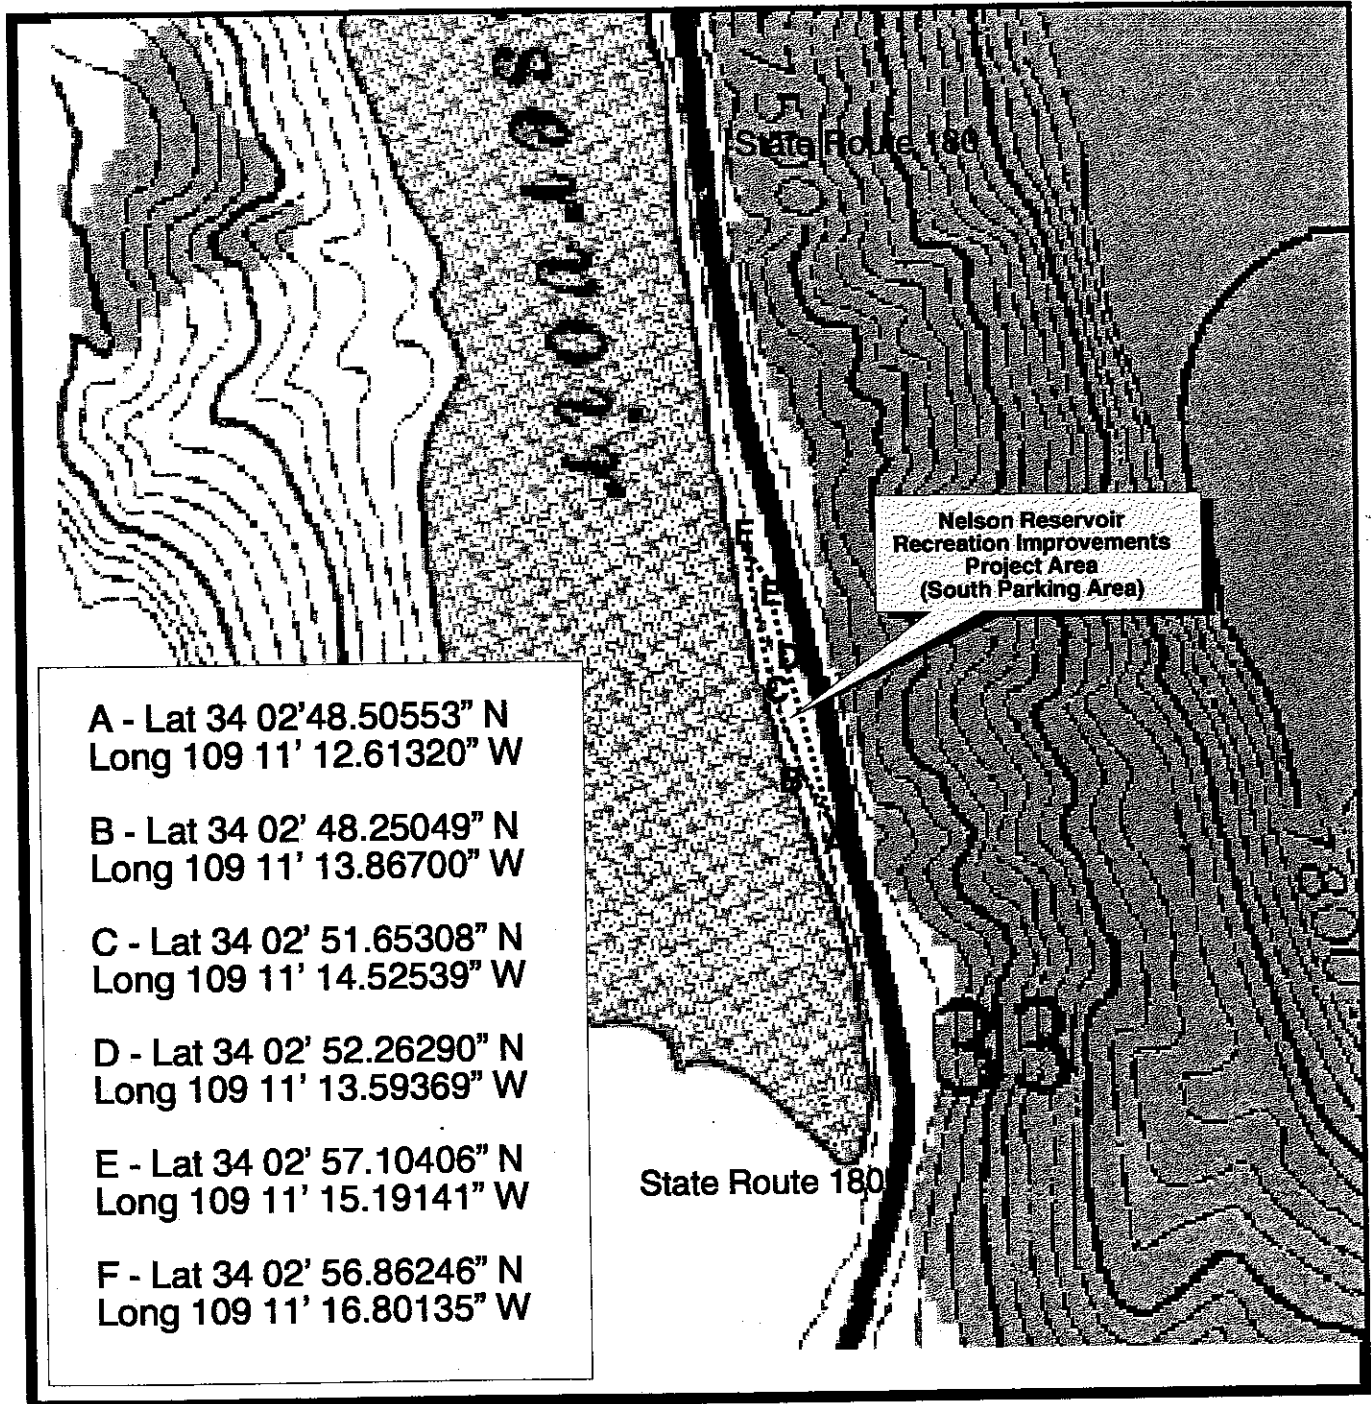 State Route 180
Nelson Reservoir
Recreation Improvements
Project Area
(South Parking Area)
F
E
D
C
B
A
A - Lat 34 02'48.50553" N
Long 109 11' 12.61320" W
B - Lat 34 02' 48.25049" N
Long 109 11' 13.86700" W
C - Lat 34 02' 51.65308" N
Long 109 11' 14.52539" W
D - Lat 34 02' 52.26290" N
Long 109 11' 13.59369" W
E - Lat 34 02' 57.10406" N
Long 109 11' 15.19141" W
F - Lat 34 02' 56.86246" N
Long 109 11' 16.80135" W
33
State Route 180